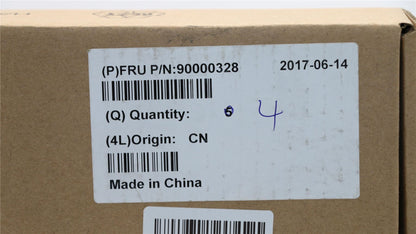 (P)FRU P/N:90000328 2017-06-14
(Q) Quantity: 4
(4L)Origin: CN
Made in China